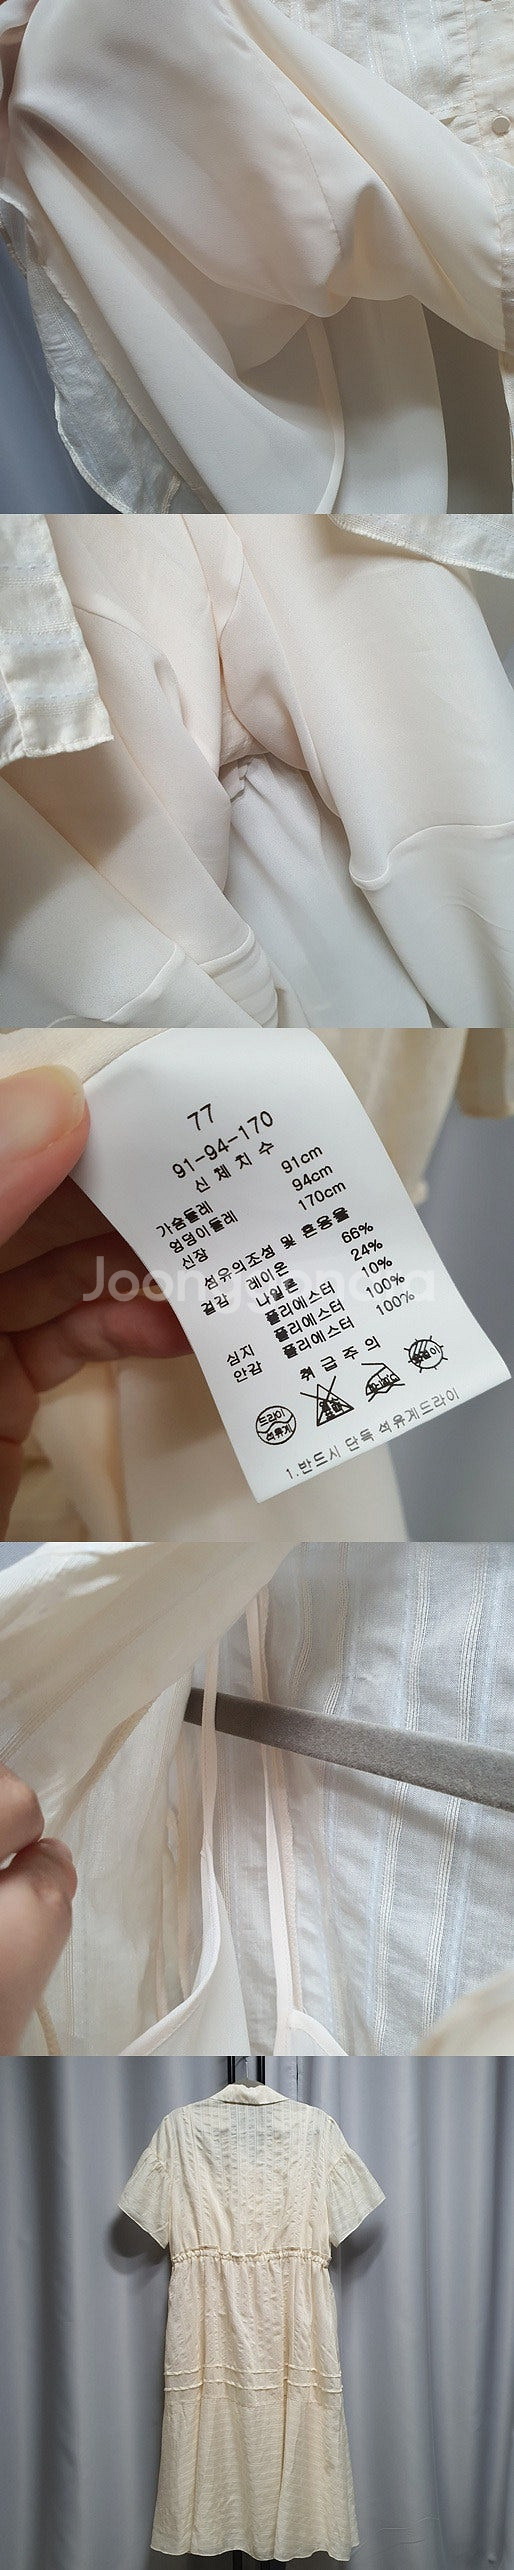 77
91-94-170
신 체 치 수
가슴둘레 91cm
엉덩이둘레 94cm
신장 170cm
섬유의조성 및 혼용율
겉감 레이온 66%
나일론 24%
폴리에스터 10%
심지 폴리에스터 100%
안감 폴리에스터 100%
취 급 주 의
드라이
석유계
1.반드시 단독 석유계드라이
Joonggonara